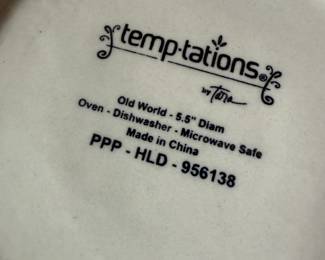 temp-tations®
by Tara
Old World - 5.5" Diam
Oven - Dishwasher - Microwave Safe
Made in China
PPP - HLD - 956138